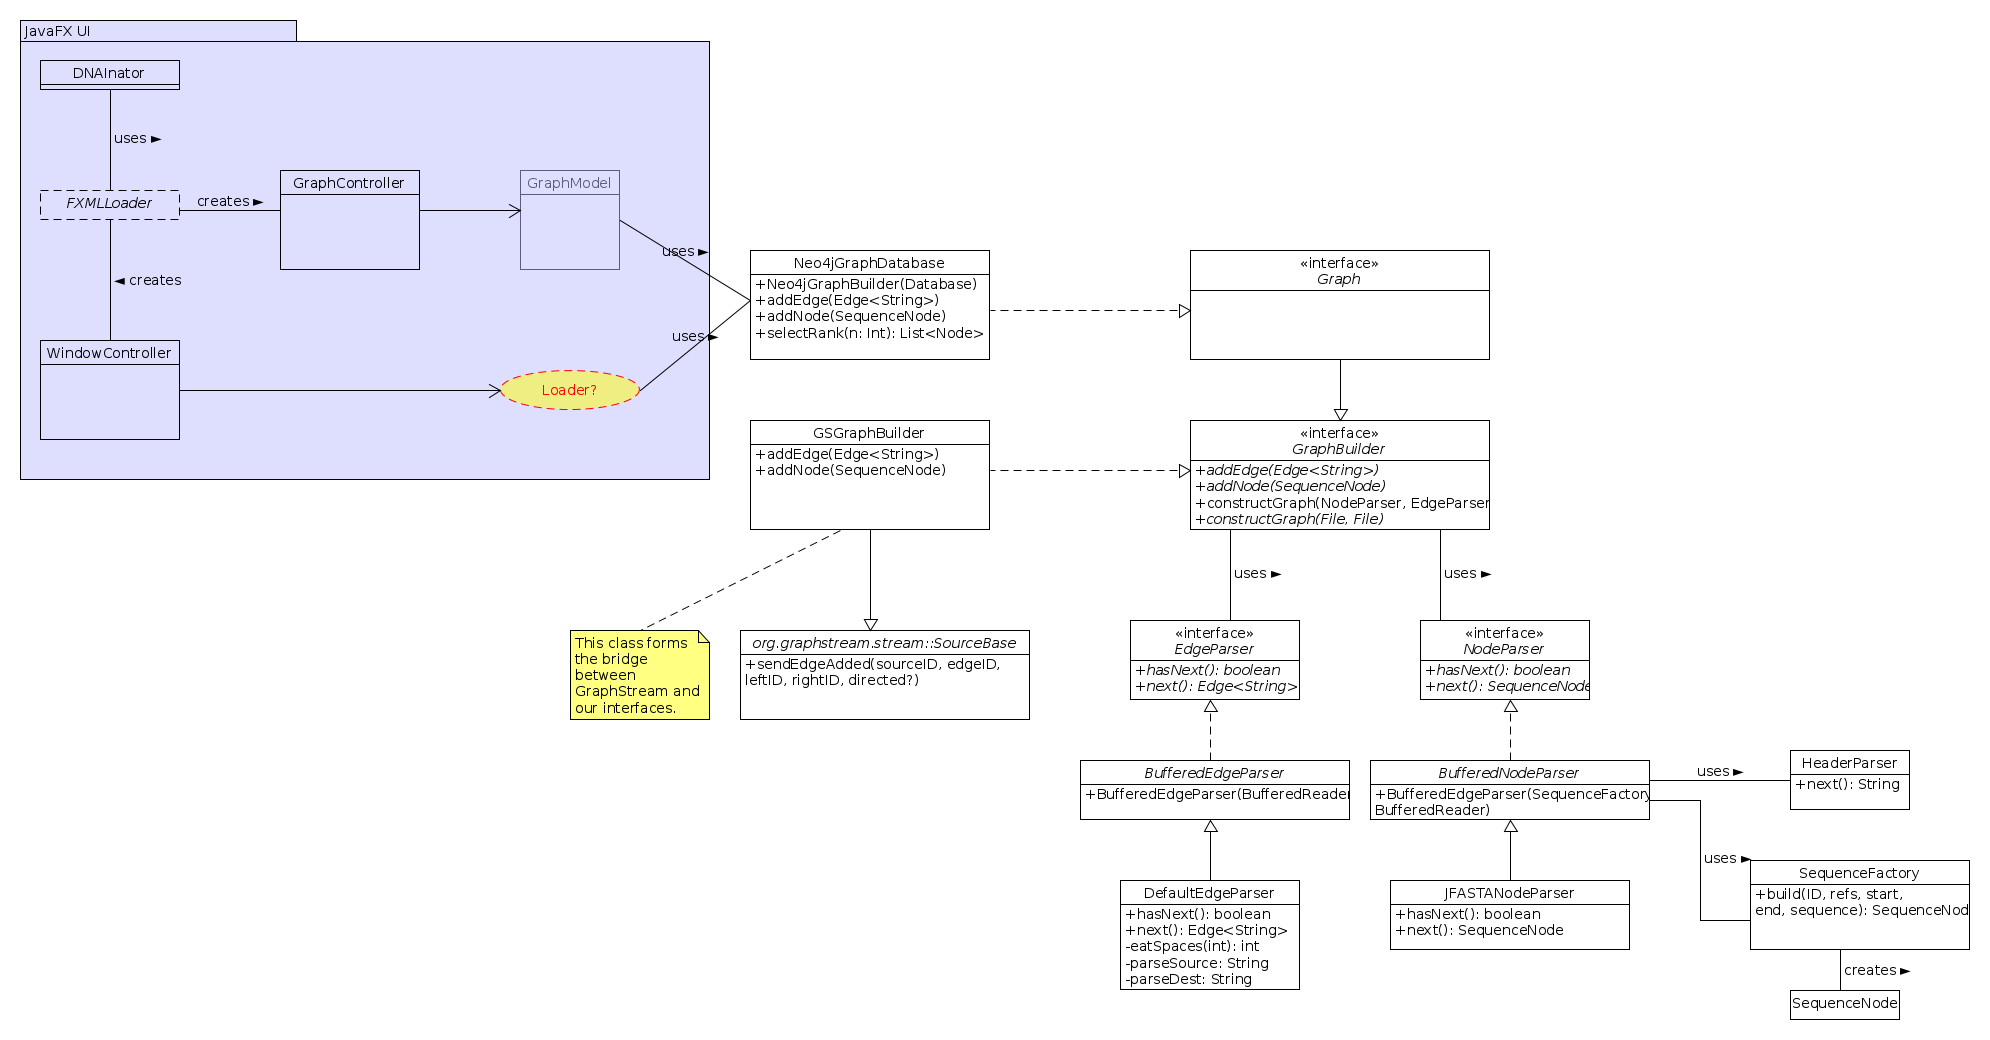 JavaFX UI
DNAInator
uses ►
FXMLLoader
creates ►
GraphController
GraphModel
uses ►
◄ creates
WindowController
Loader?
uses ►
Neo4jGraphDatabase
+Neo4jGraphBuilder(Database)
+addEdge(Edge<String>)
+addNode(SequenceNode)
+selectRank(n: Int): List<Node>
«interface»
Graph
GSGraphBuilder
+addEdge(Edge<String>)
+addNode(SequenceNode)
«interface»
GraphBuilder
+addEdge(Edge<String>)
+addNode(SequenceNode)
+constructGraph(NodeParser, EdgeParser
+constructGraph(File, File)
uses ►
uses ►
This class forms
the bridge
between
GraphStream and
our interfaces.
org.graphstream.stream::SourceBase
+sendEdgeAdded(sourceID, edgeID,
leftID, rightID, directed?)
«interface»
EdgeParser
+hasNext(): boolean
+next(): Edge<String>
«interface»
NodeParser
+hasNext(): boolean
+next(): SequenceNode
BufferedEdgeParser
+BufferedEdgeParser(BufferedReader
BufferedNodeParser
+BufferedEdgeParser(SequenceFactory
BufferedReader)
uses ►
HeaderParser
+next(): String
uses ►
SequenceFactory
+build(ID, refs, start,
end, sequence): SequenceNod
DefaultEdgeParser
+hasNext(): boolean
+next(): Edge<String>
-eatSpaces(int): int
-parseSource: String
-parseDest: String
JFASTANodeParser
+hasNext(): boolean
+next(): SequenceNode
creates ►
SequenceNode